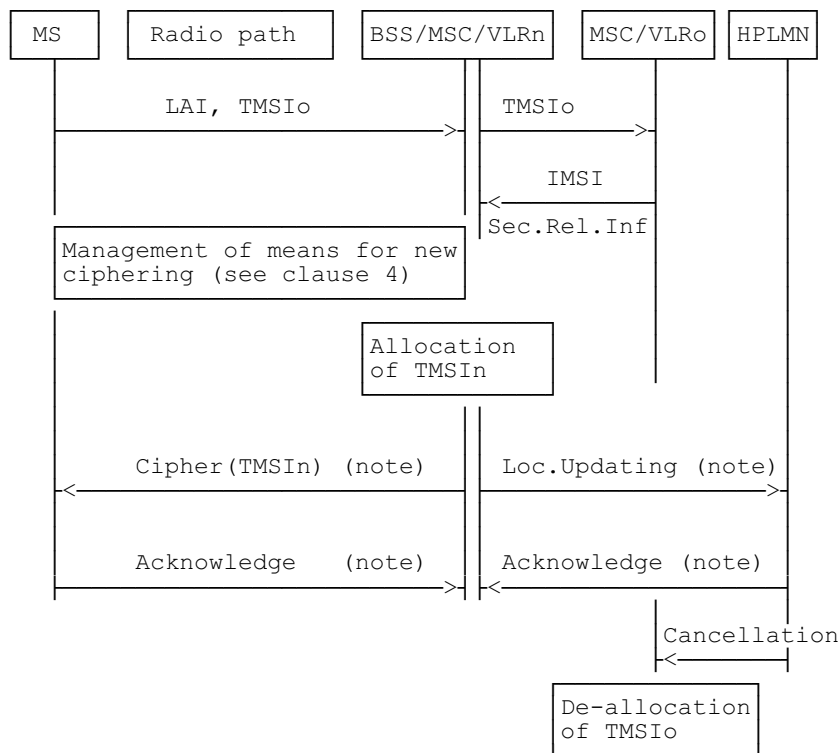 MS
Radio path
BSS/MSC/VLRn
MSC/VLRo
HPLMN
LAI, TMSIo
TMSIo
IMSI
Sec.Rel.Inf
Management of means for new
ciphering (see clause 4)
Allocation
of TMSIn
Cipher(TMSIn) (note)
Loc.Updating (note)
Acknowledge (note)
Acknowledge (note)
Cancellation
De-allocation
of TMSIo